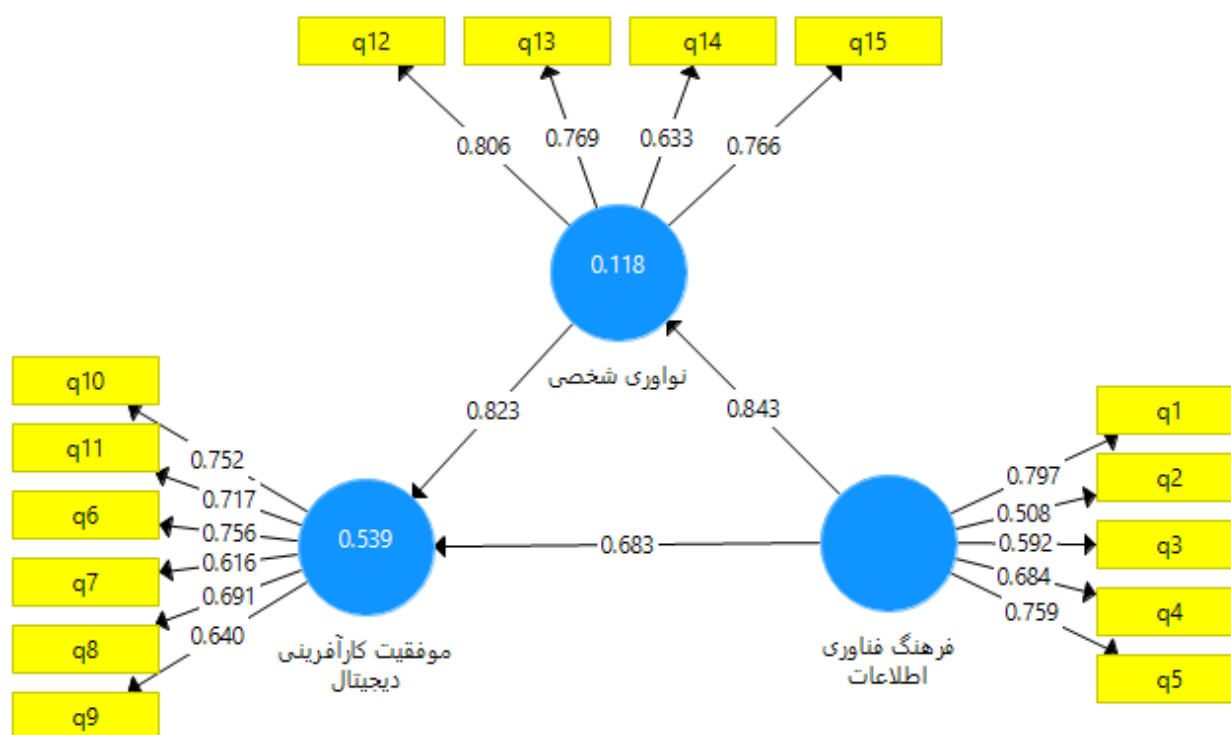 q12
q13
q14
q15
0.806
0.769
0.633
0.766
0.118
نوآوری شخصی
0.823
0.843
q10
q11
q6
q7
q8
q9
0.752
0.717
0.756
0.616
0.691
0.640
0.539
موفقیت کارآفرینی
دیجیتال
0.683
فرهنگ فناوری
اطلاعات
0.797
0.508
0.592
0.684
0.759
q1
q2
q3
q4
q5